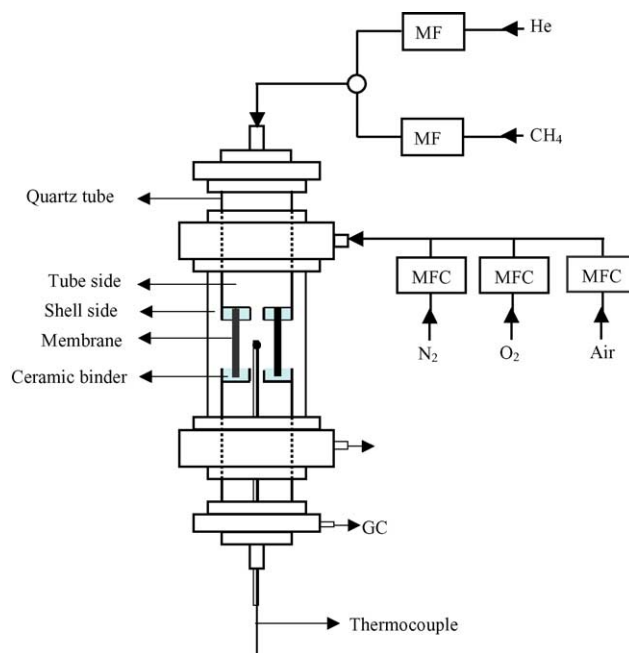 MF
He
MF
CH₄
Quartz tube
Tube side
Shell side
Membrane
Ceramic binder
MFC
MFC
MFC
N₂
O₂
Air
GC
Thermocouple